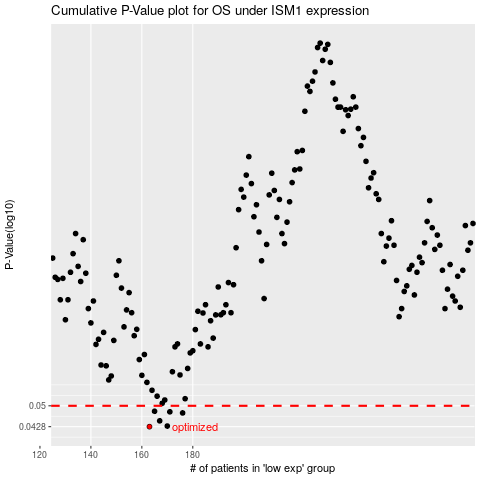 Cumulative P-Value plot for OS under ISM1 expression
P-Value(log10)
0.05
0.0428
optimized
120 140 160 180
# of patients in 'low exp' group